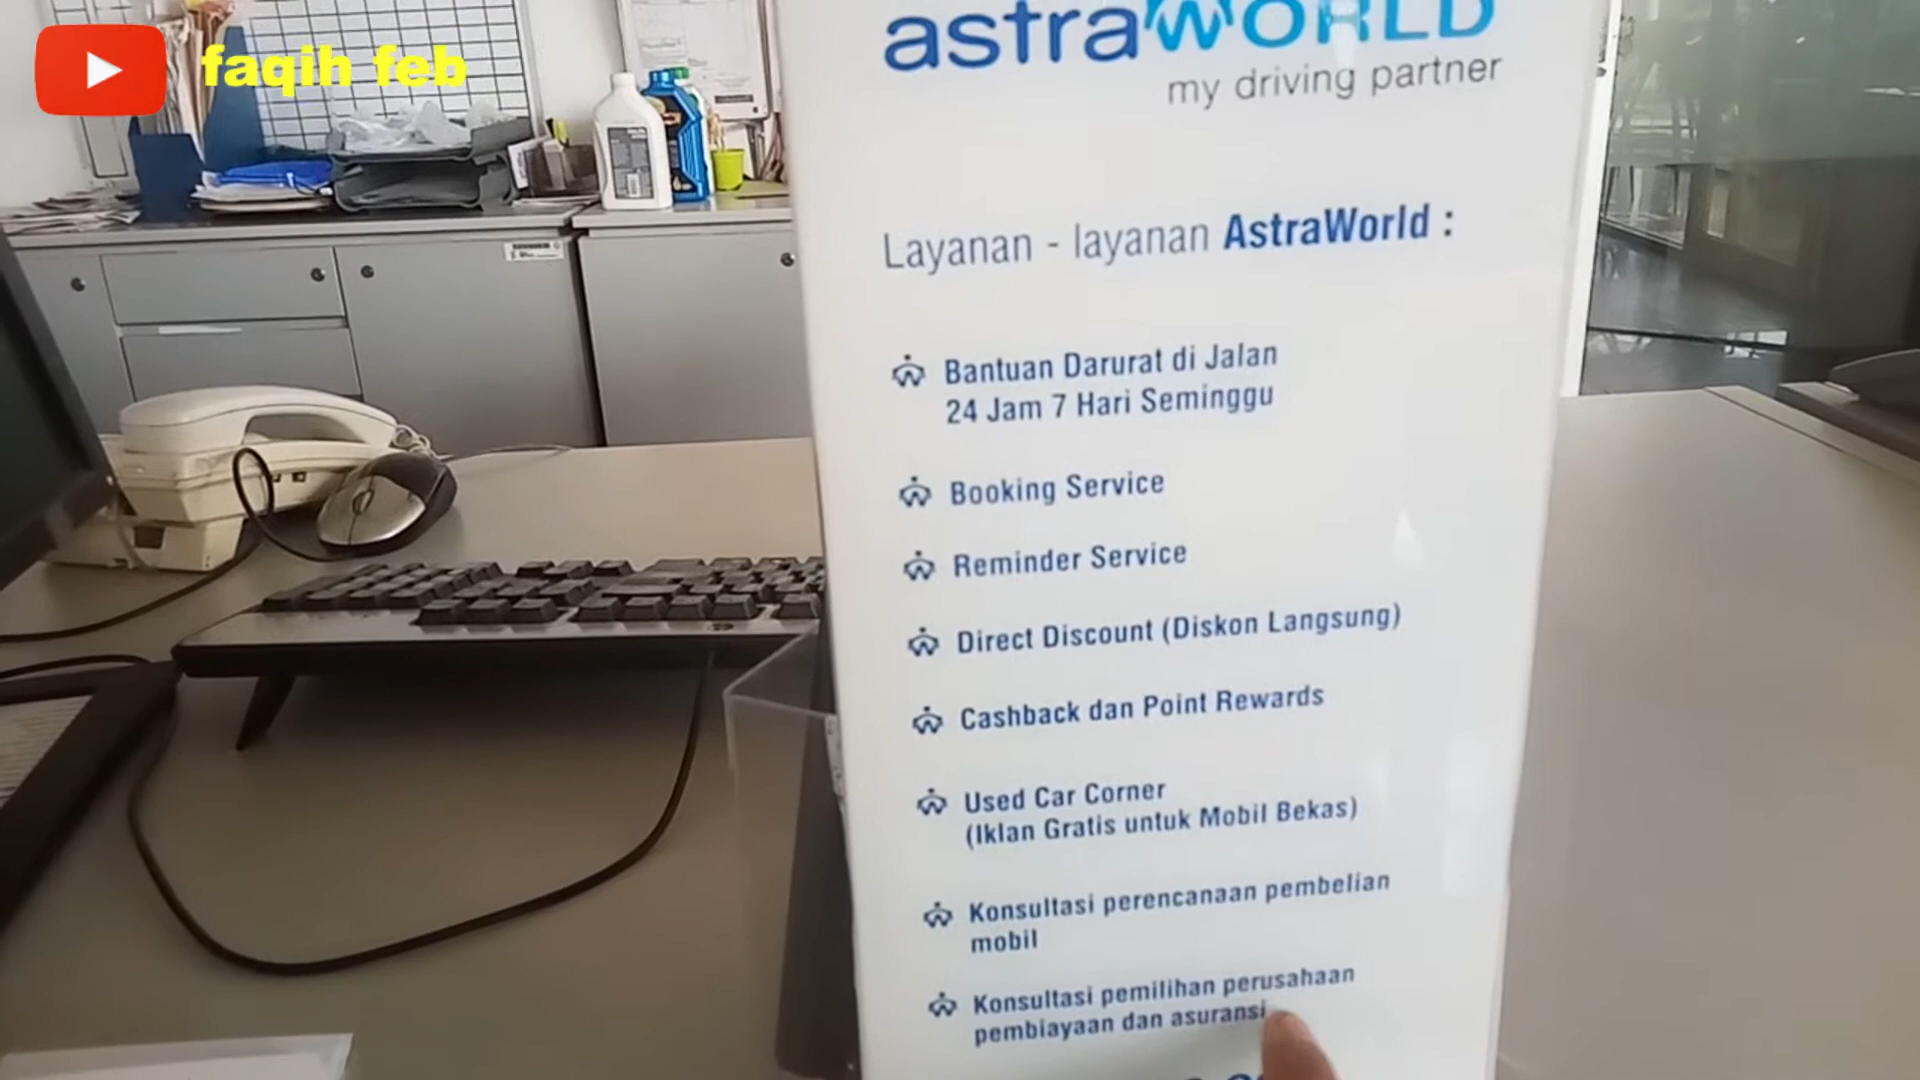 faqih feb
astraWORLD
my driving partner
Layanan - layanan AstraWorld :
Bantuan Darurat di Jalan
24 Jam 7 Hari Seminggu
Booking Service
Reminder Service
Direct Discount (Diskon Langsung)
Cashback dan Point Rewards
Used Car Corner
(Iklan Gratis untuk Mobil Bekas)
Konsultasi perencanaan pembelian
mobil
Konsultasi pemilihan perusahaan
pembiayaan dan asuransi